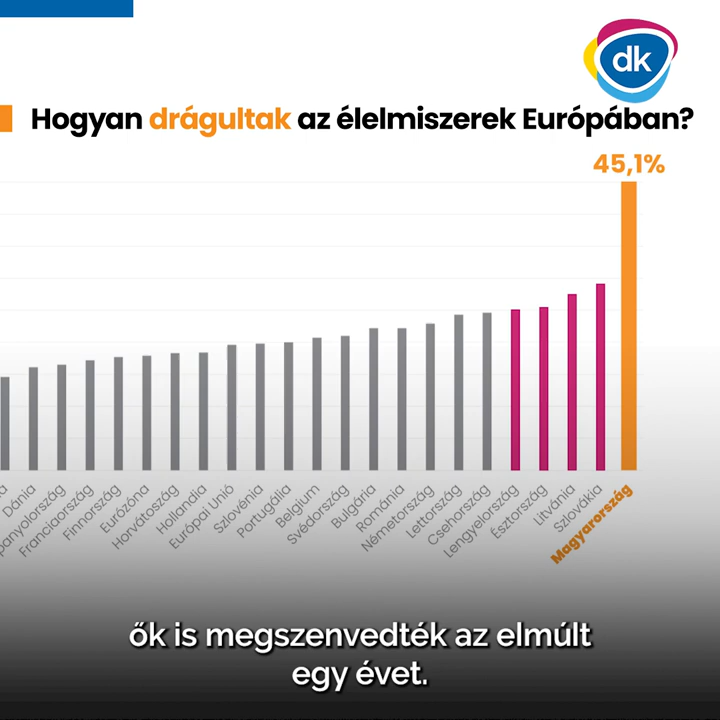 dk
Hogyan drágultak az élelmiszerek Európában?
45,1%
Dánia
panyolország
Franciaország
Finnország
Eurózóna
Horvátország
Hollandia
Európai Unió
Szlovénia
Portugália
Belgium
Svédország
Bulgária
Románia
Németország
Lettország
Csehország
Lengyelország
Észtország
Litvánia
Szlovákia
Magyarország
ők is megszenvedték az elmúlt
egy évet.